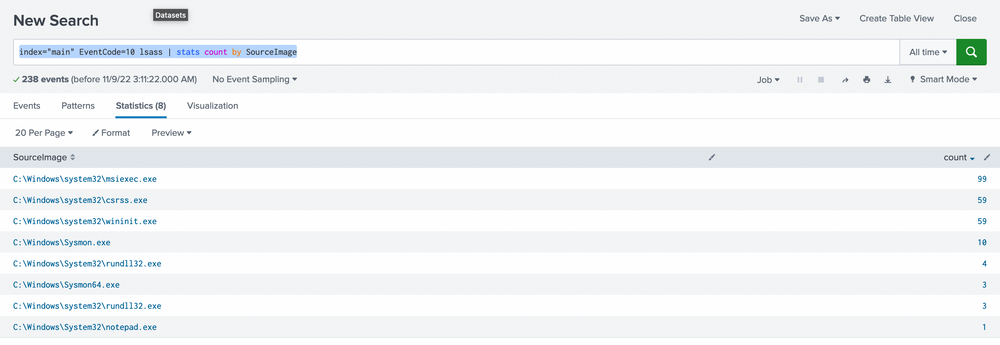 New Search
Datasets
Save As
Create Table View
Close
index="main" EventCode=10 lsass | stats count by SourceImage
All time
238 events (before 11/9/22 3:11:22.000 AM)
No Event Sampling
Job
Smart Mode
Events
Patterns
Statistics (8)
Visualization
20 Per Page
Format
Preview
SourceImage count
C:\Windows\system32\msiexec.exe 99
C:\Windows\system32\csrss.exe 59
C:\Windows\system32\wininit.exe 59
C:\Windows\Sysmon.exe 10
C:\Windows\System32\rundll32.exe 4
C:\Windows\Sysmon64.exe 3
C:\Windows\system32\rundll32.exe 3
C:\Windows\System32\notepad.exe 1